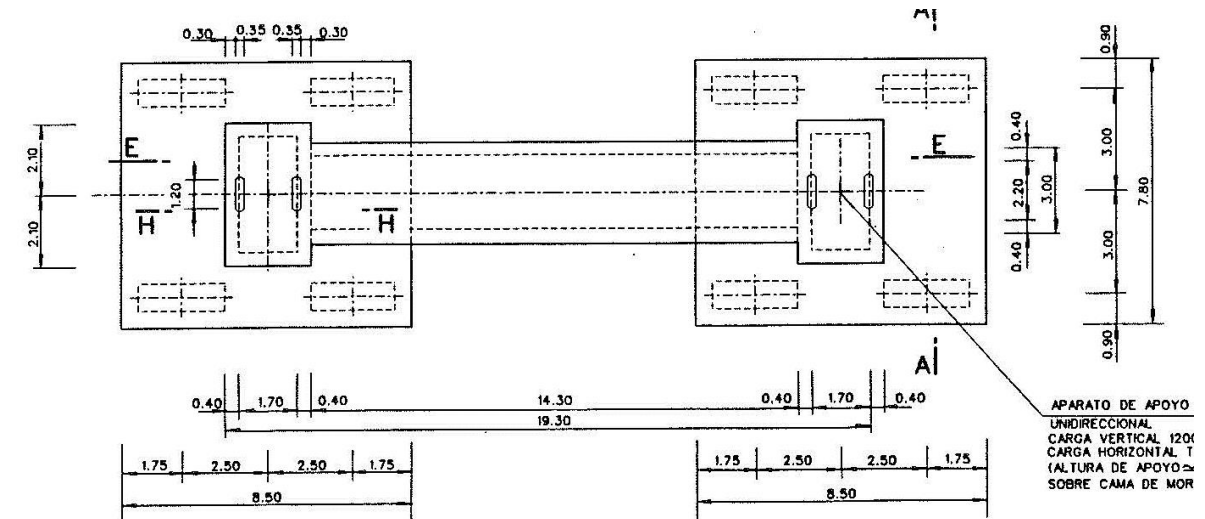 A
0.30 0.35 0.35 0.30
0.90
2.10
E
1.20
H
H
2.10
E
0.40
2.20
0.40
3.00
3.00
3.00
7.80
0.90
A
0.40 1.70 0.40 14.30 0.40 1.70 0.40
19.30
1.75 2.50 2.50 1.75
8.50
1.75 2.50 2.50 1.75
8.50
APARATO DE APOYO
UNIDIRECCIONAL
CARGA VERTICAL 120
CARGA HORIZONTAL T
(ALTURA DE APOYO≃
SOBRE CAMA DE MOR